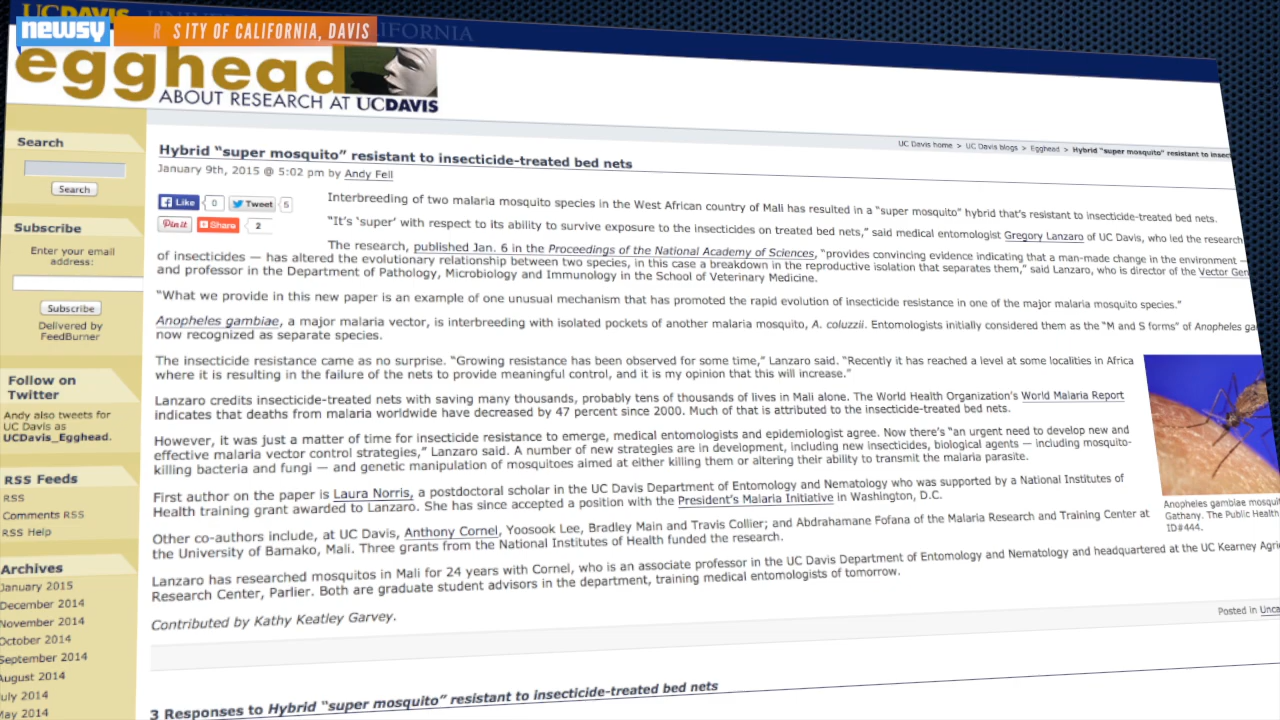 UCDAVIS UNIVERSITY OF CALIFORNIA
newsy
R S ITY OF CALIFORNIA, DAVIS
egghead
ABOUT RESEARCH AT UCDAVIS
UC Davis home > UC Davis blogs > Egghead > Hybrid “super mosquito” resistant to insec
Search
Search
Subscribe
Enter your email
address:
Subscribe
Delivered by
FeedBurner
Follow on
Twitter
Andy also tweets for
UC Davis as
UCDavis_Egghead.
RSS Feeds
RSS
Comments RSS
RSS Help
Archives
January 2015
December 2014
November 2014
October 2014
September 2014
August 2014
July 2014
May 2014
Hybrid “super mosquito” resistant to insecticide-treated bed nets
January 9th, 2015 @ 5:02 pm by Andy Fell
Like 0 Tweet 5
Pin it Share 2
Interbreeding of two malaria mosquito species in the West African country of Mali has resulted in a “super mosquito” hybrid that’s resistant to insecticide-treated bed nets.
“It’s ‘super’ with respect to its ability to survive exposure to the insecticides on treated bed nets,” said medical entomologist Gregory Lanzaro of UC Davis, who led the research
The research, published Jan. 6 in the Proceedings of the National Academy of Sciences, “provides convincing evidence indicating that a man-made change in the environment —
of insecticides — has altered the evolutionary relationship between two species, in this case a breakdown in the reproductive isolation that separates them,” said Lanzaro, who is director of the Vector Gen
and professor in the Department of Pathology, Microbiology and Immunology in the School of Veterinary Medicine.
“What we provide in this new paper is an example of one unusual mechanism that has promoted the rapid evolution of insecticide resistance in one of the major malaria mosquito species.”
Anopheles gambiae, a major malaria vector, is interbreeding with isolated pockets of another malaria mosquito, A. coluzzii. Entomologists initially considered them as the “M and S forms” of Anopheles ga
now recognized as separate species.
The insecticide resistance came as no surprise. “Growing resistance has been observed for some time,” Lanzaro said. “Recently it has reached a level at some localities in Africa
where it is resulting in the failure of the nets to provide meaningful control, and it is my opinion that this will increase.”
Lanzaro credits insecticide-treated nets with saving many thousands, probably tens of thousands of lives in Mali alone. The World Health Organization’s World Malaria Report
indicates that deaths from malaria worldwide have decreased by 47 percent since 2000. Much of that is attributed to the insecticide-treated bed nets.
However, it was just a matter of time for insecticide resistance to emerge, medical entomologists and epidemiologist agree. Now there’s “an urgent need to develop new and
effective malaria vector control strategies,” Lanzaro said. A number of new strategies are in development, including new insecticides, biological agents — including mosquito-
killing bacteria and fungi — and genetic manipulation of mosquitoes aimed at either killing them or altering their ability to transmit the malaria parasite.
First author on the paper is Laura Norris, a postdoctoral scholar in the UC Davis Department of Entomology and Nematology who was supported by a National Institutes of
Health training grant awarded to Lanzaro. She has since accepted a position with the President’s Malaria Initiative in Washington, D.C.
Other co-authors include, at UC Davis, Anthony Cornel, Yoosook Lee, Bradley Main and Travis Collier; and Abdrahamane Fofana of the Malaria Research and Training Center at
the University of Bamako, Mali. Three grants from the National Institutes of Health funded the research.
Lanzaro has researched mosquitos in Mali for 24 years with Cornel, who is an associate professor in the UC Davis Department of Entomology and Nematology and headquartered at the UC Kearney Agri
Research Center, Parlier. Both are graduate student advisors in the department, training medical entomologists of tomorrow.
Contributed by Kathy Keatley Garvey.
Anopheles gambiae mosquit
Gathany. The Public Health
ID#444.
Posted in Unca
3 Responses to Hybrid “super mosquito” resistant to insecticide-treated bed nets